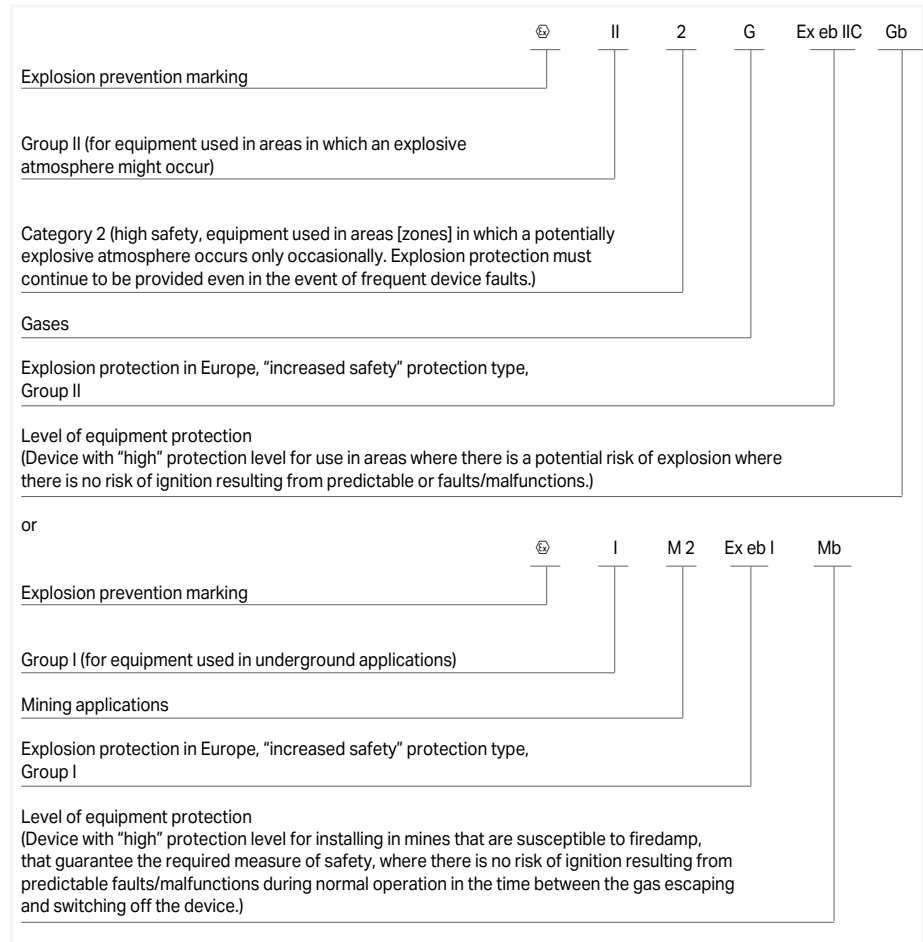 Ex II 2 G Ex eb IIC Gb
Explosion prevention marking
Group II (for equipment used in areas in which an explosive
atmosphere might occur)
Category 2 (high safety, equipment used in areas [zones] in which a potentially
explosive atmosphere occurs only occasionally. Explosion protection must
continue to be provided even in the event of frequent device faults.)
Gases
Explosion protection in Europe, “increased safety” protection type,
Group II
Level of equipment protection
(Device with “high” protection level for use in areas where there is a potential risk of explosion where
there is no risk of ignition resulting from predictable or faults/malfunctions.)
or
Ex I M 2 Ex eb I Mb
Explosion prevention marking
Group I (for equipment used in underground applications)
Mining applications
Explosion protection in Europe, “increased safety” protection type,
Group I
Level of equipment protection
(Device with “high” protection level for installing in mines that are susceptible to firedamp,
that guarantee the required measure of safety, where there is no risk of ignition resulting from
predictable faults/malfunctions during normal operation in the time between the gas escaping
and switching off the device.)